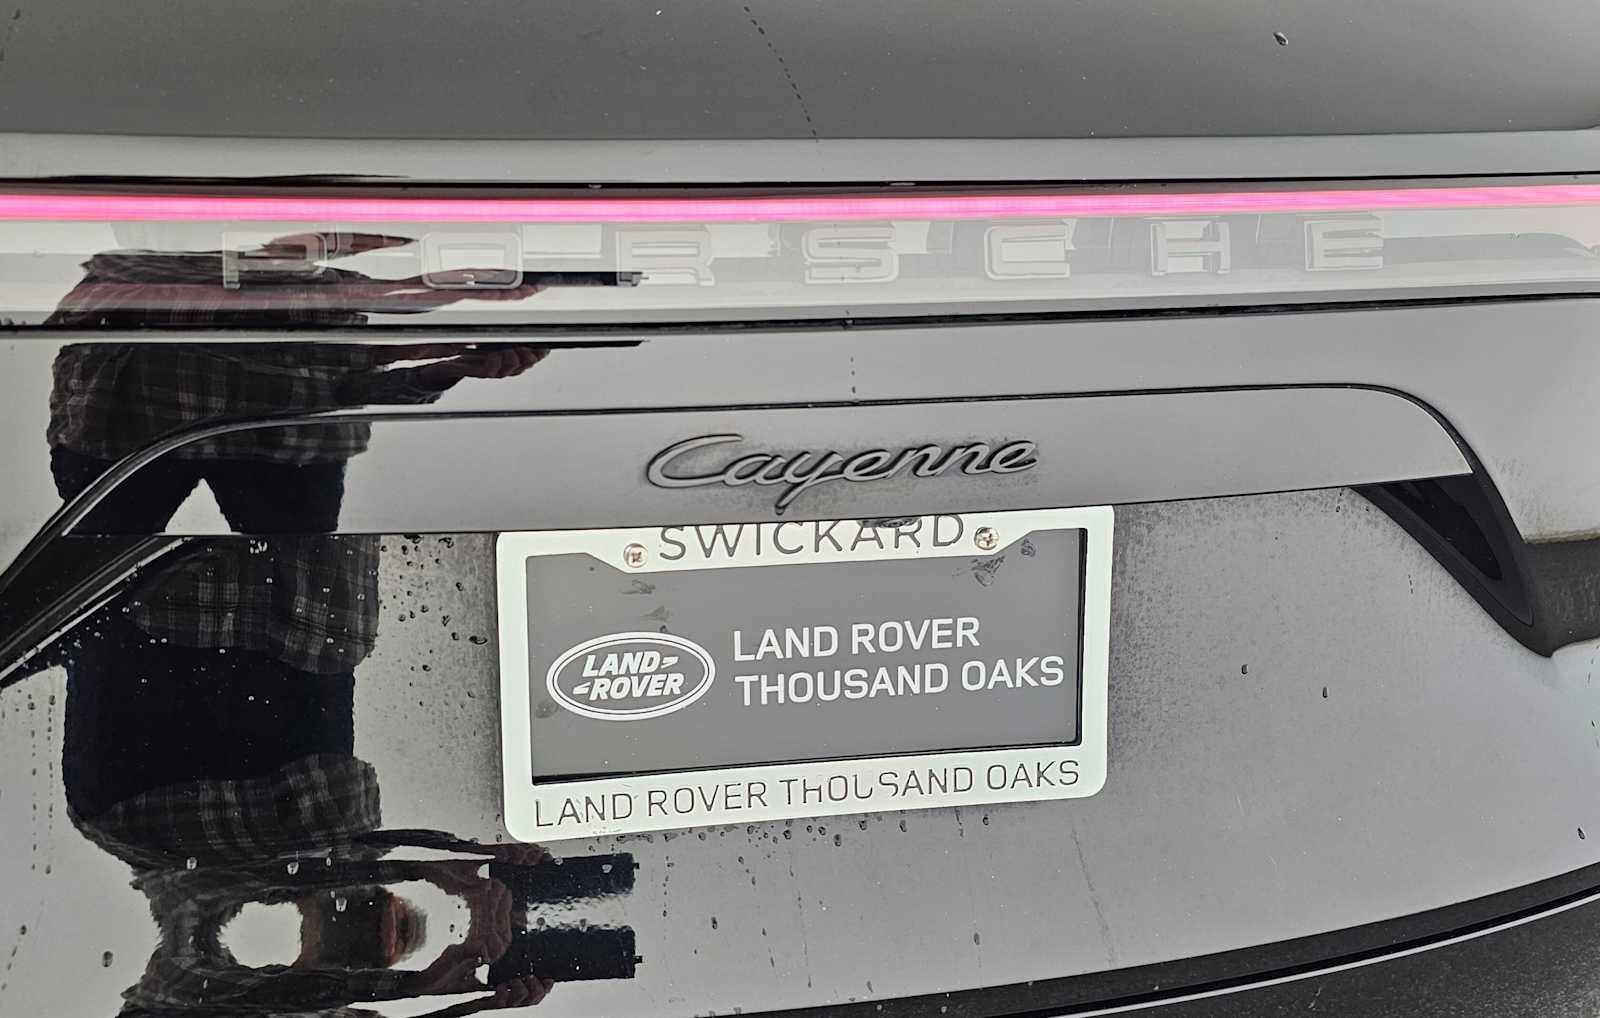 PORSCHE
Cayenne
SWICKARD
LAND ROVER
LAND ROVER
THOUSAND OAKS
LAND ROVER THOUSAND OAKS